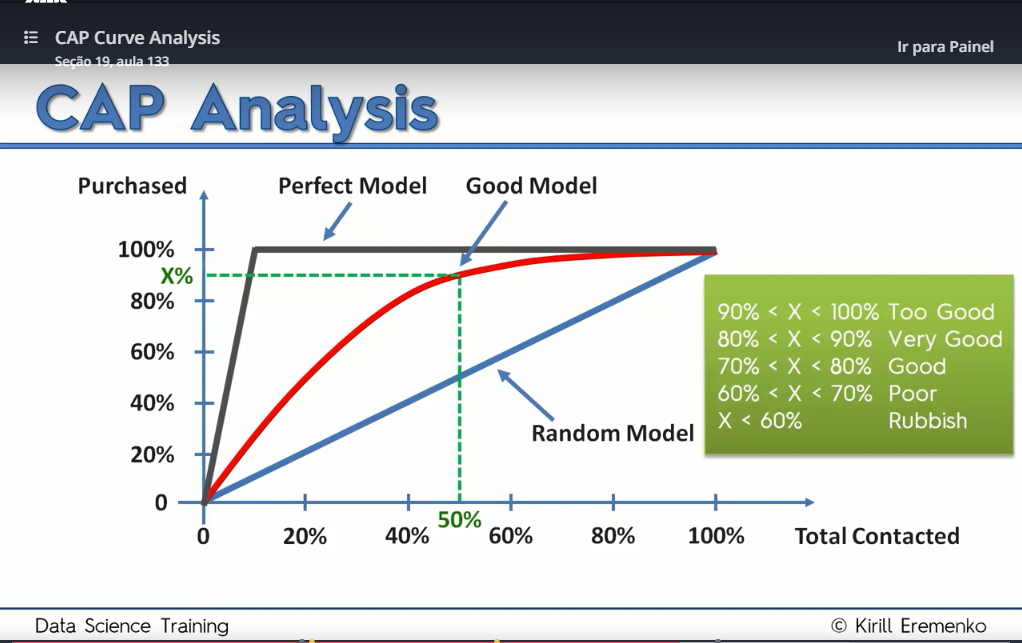 CAP Curve Analysis
Seção 19, aula 133
Ir para Painel
CAP Analysis
Purchased
Perfect Model
Good Model
100%
X%
80%
60%
40%
20%
0
90% < X < 100% Too Good
80% < X < 90% Very Good
70% < X < 80% Good
60% < X < 70% Poor
X < 60% Rubbish
Random Model
50%
0
20%
40%
60%
80%
100%
Total Contacted
Data Science Training
© Kirill Eremenko